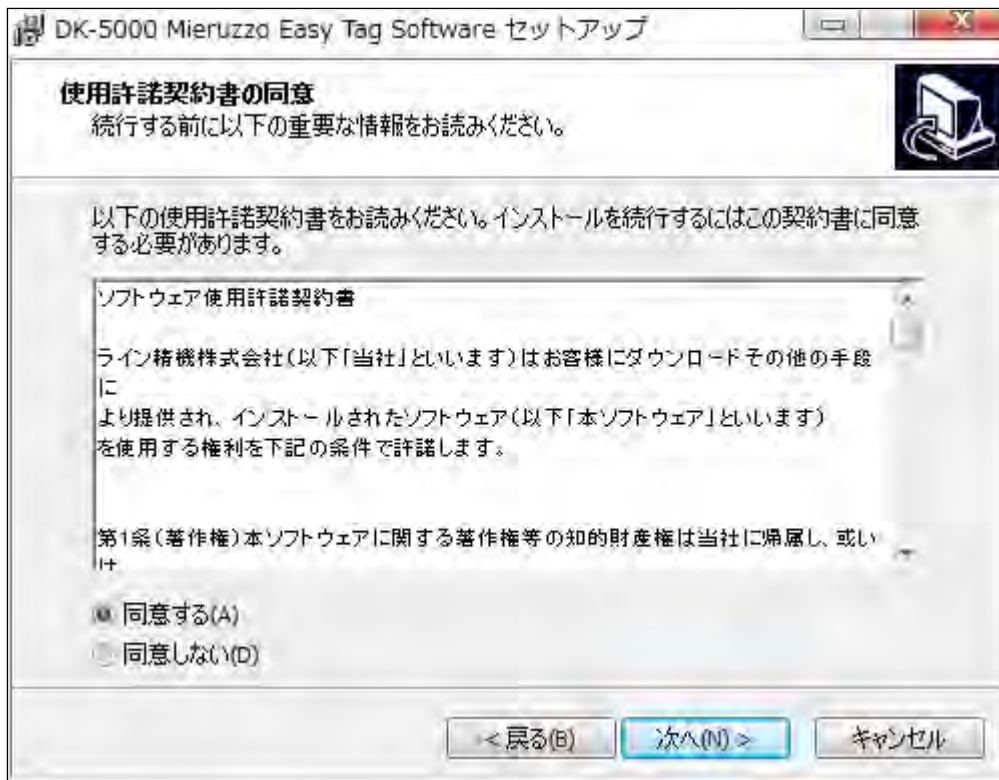 DK-5000 Mieruzzo Easy Tag Software セットアップ
使用許諾契約書の同意
続行する前に以下の重要な情報をお読みください。
以下の使用許諾契約書をお読みください。インストールを続行するにはこの契約書に同意
する必要があります。
ソフトウェア使用許諾契約書
ライン精機株式会社(以下「当社」といいます)はお客様にダウンロードその他の手段
に
より提供され、インストールされたソフトウェア(以下「本ソフトウェア」といいます)
を使用する権利を下記の条件で許諾します。
第1条(著作権)本ソフトウェアに関する著作権等の知的財産権は当社に帰属し、或い
は
同意する(A)
同意しない(D)
< 戻る(B)
次へ(N) >
キャンセル